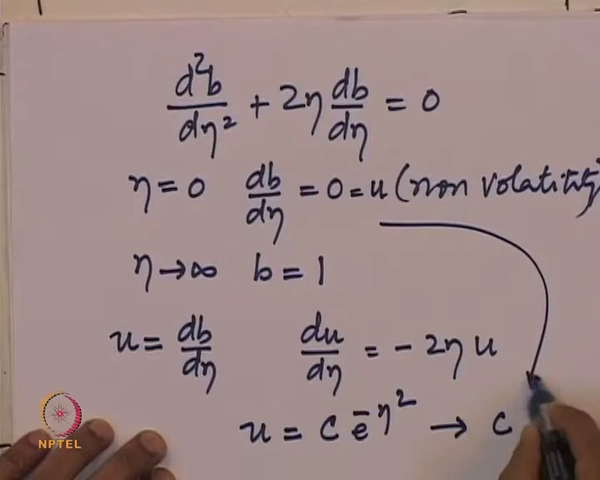 d²b/dη² + 2η db/dη = 0
η = 0 db/dη = 0 = u (non volatitity)
η → ∞ b = 1
u = db/dη du/dη = - 2η u
u = c e^-η² → c
NPTEL